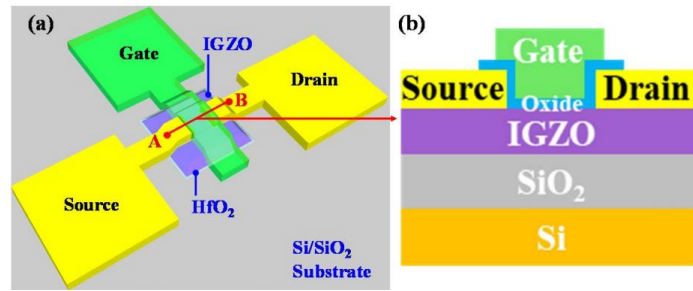 (a)
Gate
IGZO
Drain
B
A
Source
HfO₂
Si/SiO₂
Substrate
(b)
Gate
Source Drain
Oxide
IGZO
SiO₂
Si